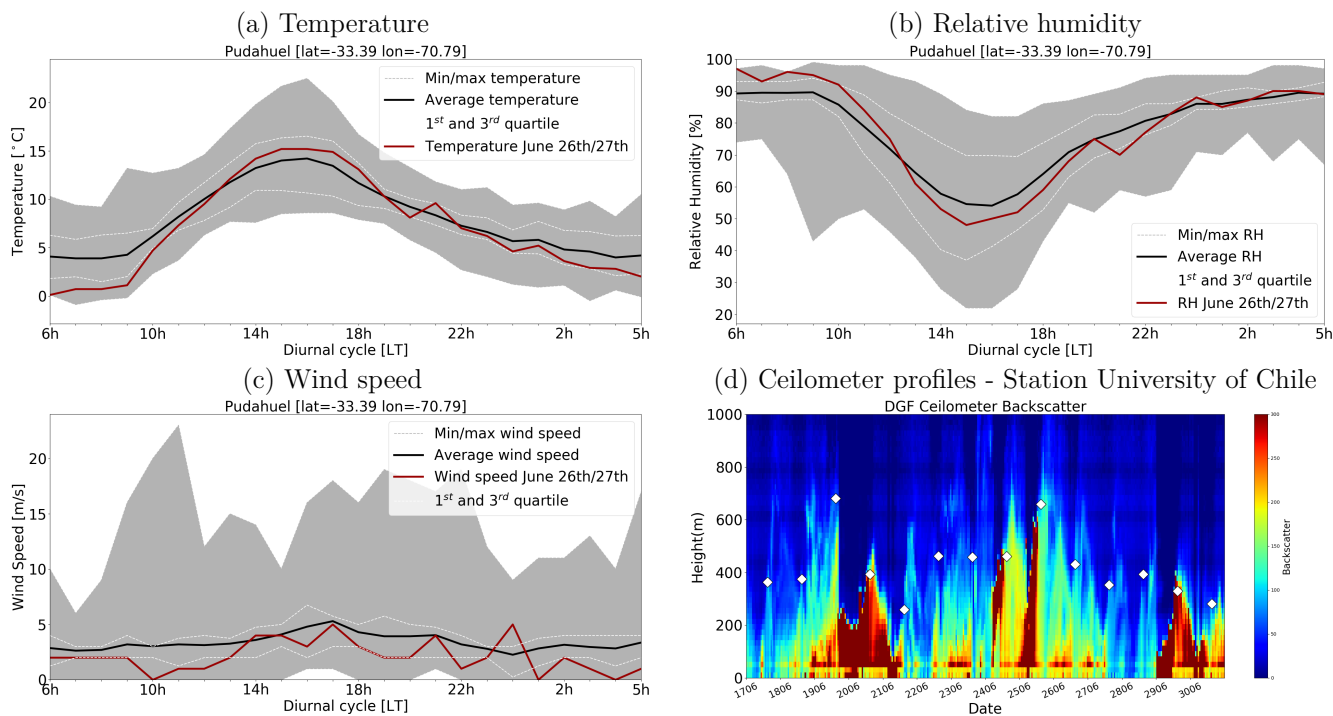 (a) Temperature
Pudahuel [lat=-33.39 lon=-70.79]
Temperature [°C]
20
15
10
5
0
Min/max temperature
Average temperature
1st and 3rd quartile
Temperature June 26th/27th
6h 10h 14h 18h 22h 2h 5h
Diurnal cycle [LT]
(b) Relative humidity
Pudahuel [lat=-33.39 lon=-70.79]
Relative Humidity [%]
100
90
80
70
60
50
40
30
20
Min/max RH
Average RH
1st and 3rd quartile
RH June 26th/27th
6h 10h 14h 18h 22h 2h 5h
Diurnal cycle [LT]
(c) Wind speed
Pudahuel [lat=-33.39 lon=-70.79]
Wind Speed [m/s]
20
15
10
5
0
Min/max wind speed
Average wind speed
Wind speed June 26th/27th
1st and 3rd quartile
6h 10h 14h 18h 22h 2h 5h
Diurnal cycle [LT]
(d) Ceilometer profiles - Station University of Chile
DGF Ceilometer Backscatter
Height(m)
1000
800
600
400
200
0
1706 1806 1906 2006 2106 2206 2306 2406 2506 2606 2706 2806 2906 3006
Date
300
250
200
150
100
50
0
Backscatter